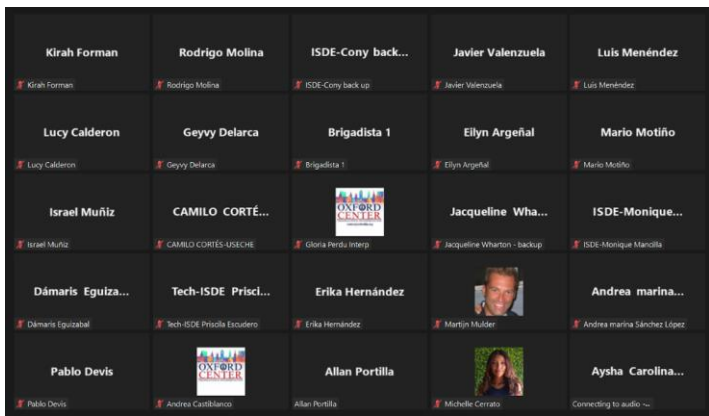 Kirah Forman
Rodrigo Molina
ISDE-Cony back...
Javier Valenzuela
Luis Menéndez
Kirah Forman
Rodrigo Molina
ISDE-Cony back up
Javier Valenzuela
Luis Menéndez
Lucy Calderon
Geyvy Delarca
Brigadista 1
Eilyn Argeñal
Mario Motiño
Lucy Calderon
Geyvy Delarca
Brigadista 1
Eilyn Argeñal
Mario Motiño
Israel Muñiz
CAMILO CORTÉ...
OXFORD
CENTER
Jacqueline Wha...
ISDE-Monique...
Israel Muñiz
CAMILO CORTÉS-USECHE
Gloria Perdu Interp
Jacqueline Wharton - backup
ISDE-Monique Mancilla
Dámaris Eguiza...
Tech-ISDE Prisci...
Erika Hernández
Andrea marina...
Dámaris Eguizabal
Tech-ISDE Priscila Escudero
Erika Hernández
Martijn Mulder
Andrea marina Sánchez López
Pablo Devis
OXFORD
CENTER
Allan Portilla
Aysha Carolina...
Pablo Devis
Andrea Castiblanco
Allan Portilla
Michelle Cerrato
Connecting to audio ...